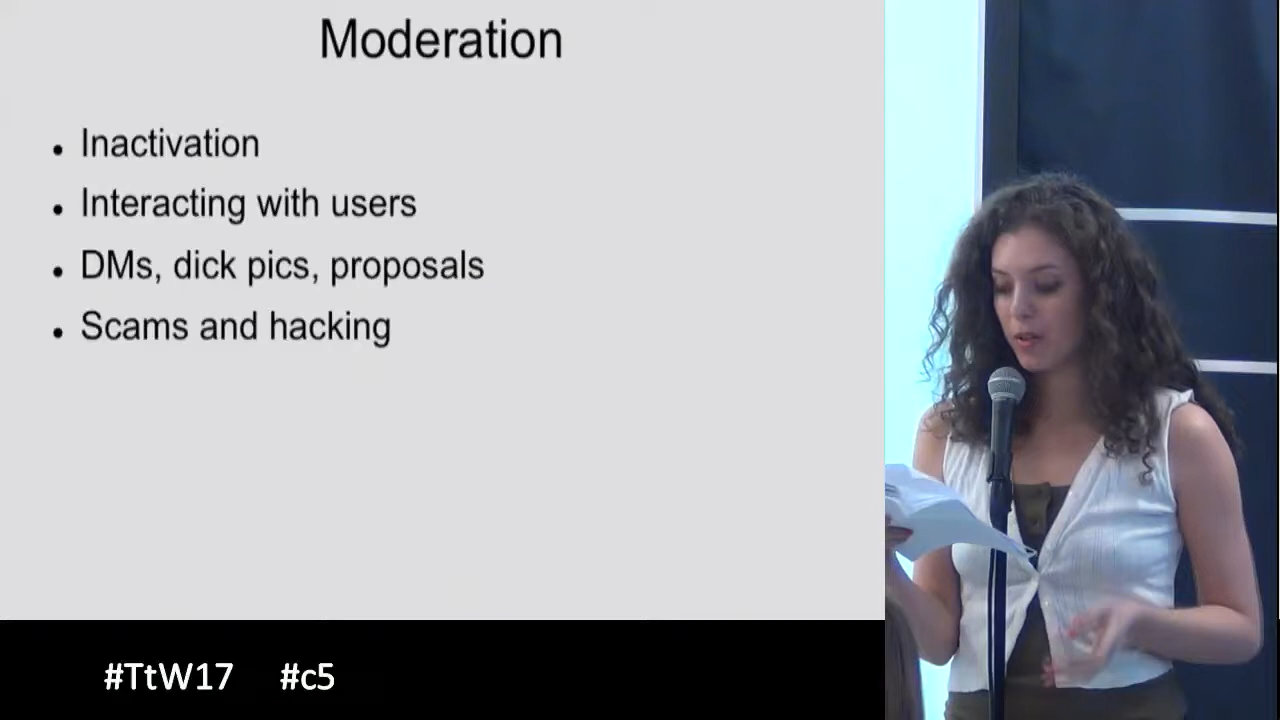 Moderation
• Inactivation
• Interacting with users
• DMs, dick pics, proposals
• Scams and hacking
#TtW17 #c5